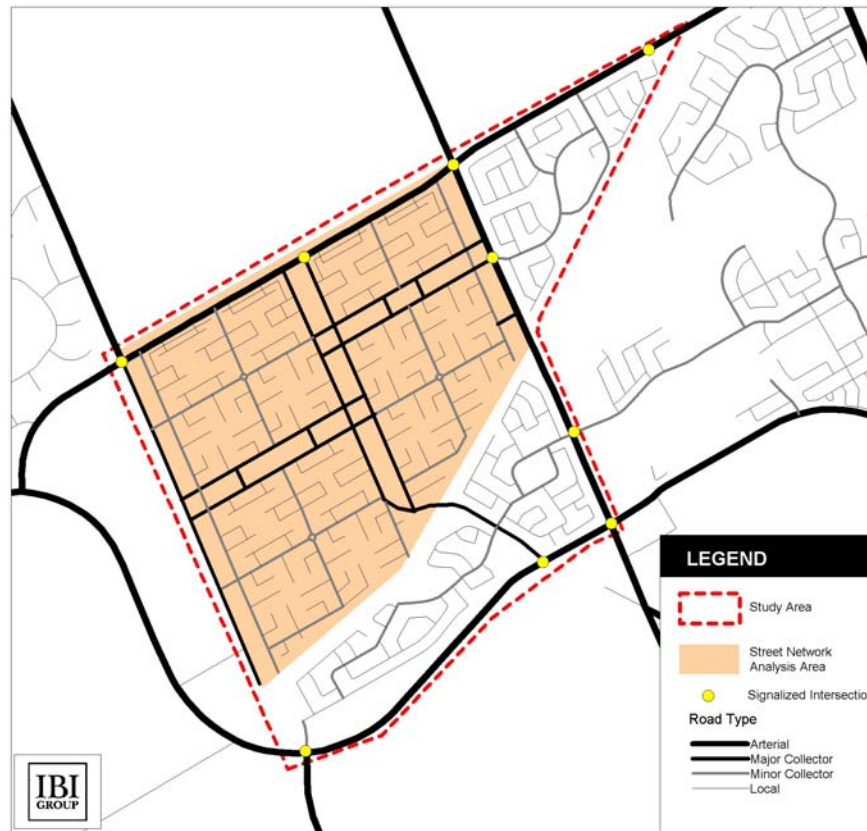 LEGEND
Study Area
Street Network
Analysis Area
Signalized Intersectio
Road Type
Arterial
Major Collector
Minor Collector
Local
IBI
GROUP